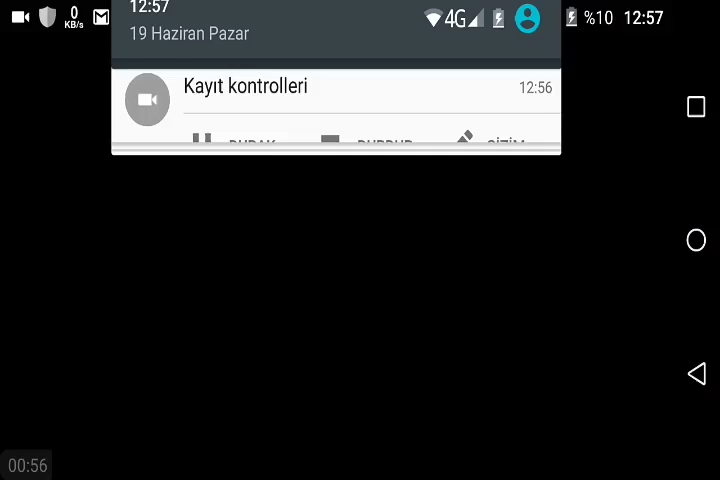 0
KB/s
12:57
4G
%10 12:57
19 Haziran Pazar
Kayıt kontrolleri
12:56
00:56